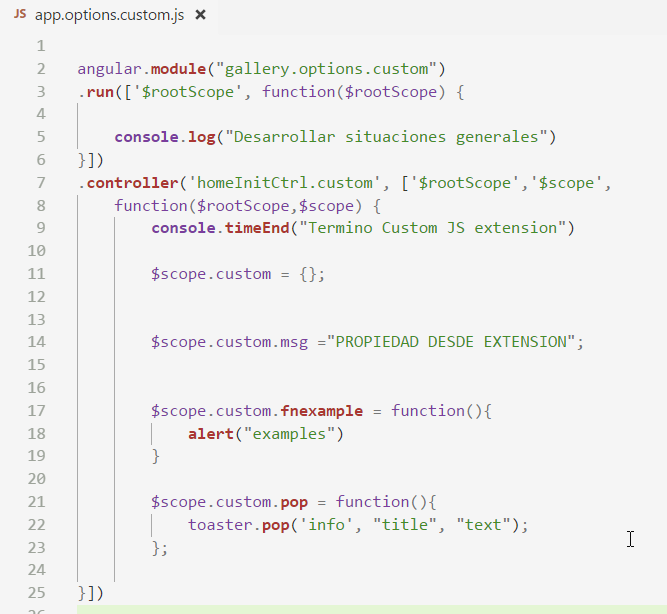 JS app.options.custom.js ×
1
2 angular.module("gallery.options.custom")
3 .run(['$rootScope', function($rootScope) {
4
5 console.log("Desarrollar situaciones generales")
6 }])
7 .controller('homeInitCtrl.custom', ['$rootScope','$scope',
8 function($rootScope,$scope) {
9 console.timeEnd("Termino Custom JS extension")
10
11 $scope.custom = {};
12
13
14 $scope.custom.msg ="PROPIEDAD DESDE EXTENSION";
15
16
17 $scope.custom.fnexample = function(){
18 alert("examples")
19 }
20
21 $scope.custom.pop = function(){
22 toaster.pop('info', "title", "text");
23 };
24
25 }])
26